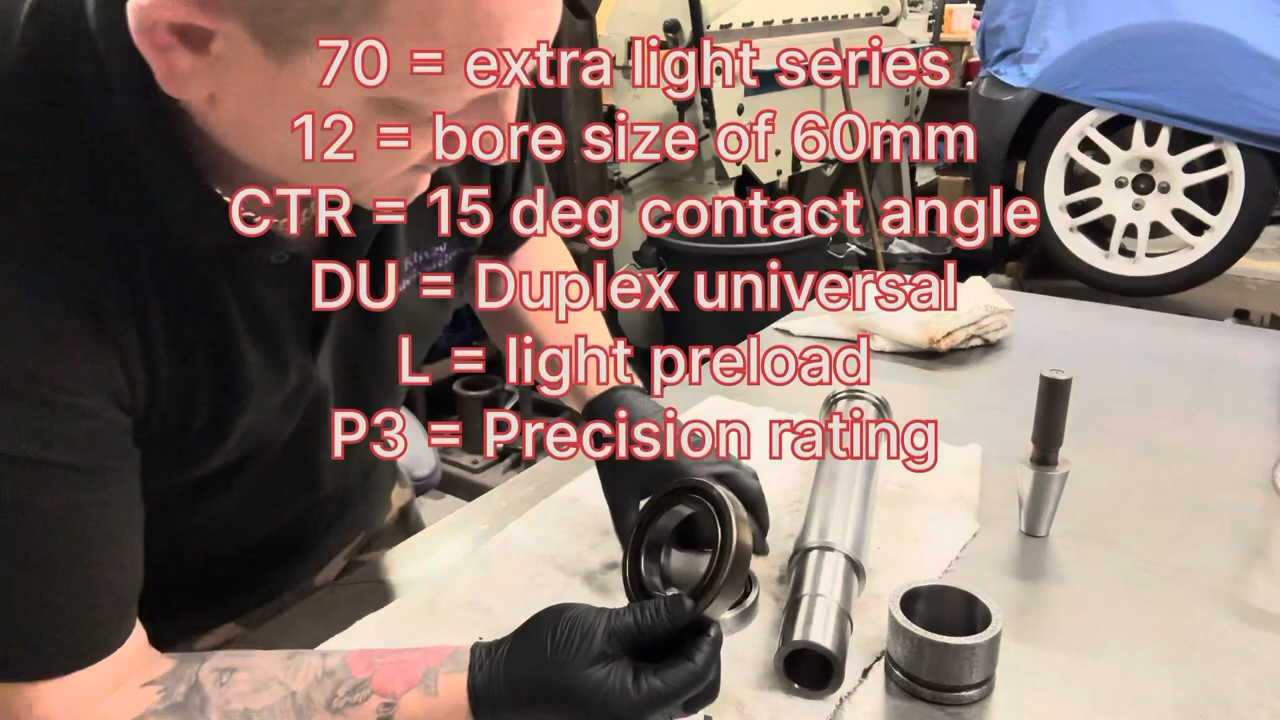 70 = extra light series
12 = bore size of 60mm
CTR = 15 deg contact angle
DU = Duplex universal
L = light preload
P3 = Precision rating